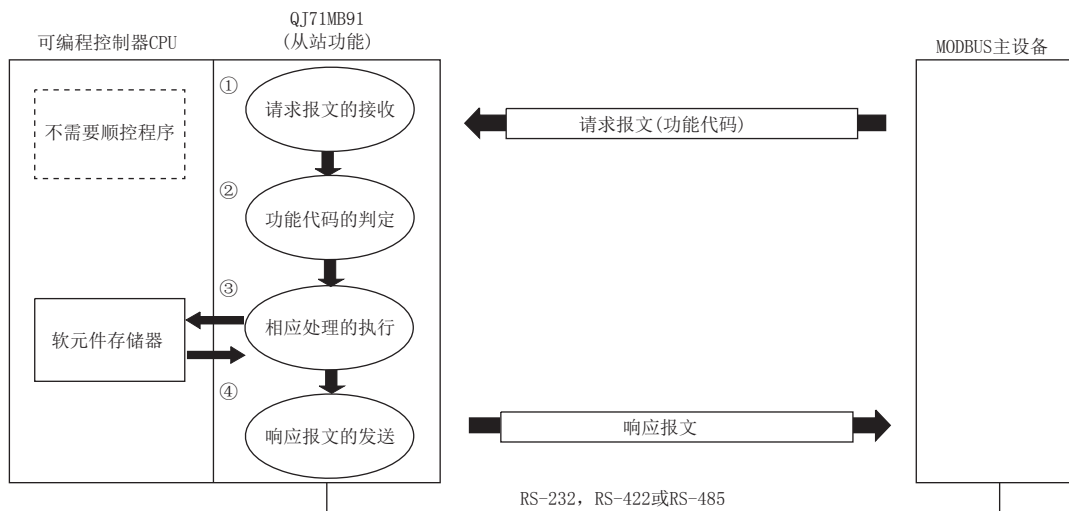 QJ71MB91
可编程控制器CPU
(从站功能)
MODBUS主设备
①
请求报文的接收
不需要顺控程序
请求报文(功能代码)
②
功能代码的判定
③
软元件存储器
相应处理的执行
④
响应报文的发送
响应报文
RS-232，RS-422或RS-485